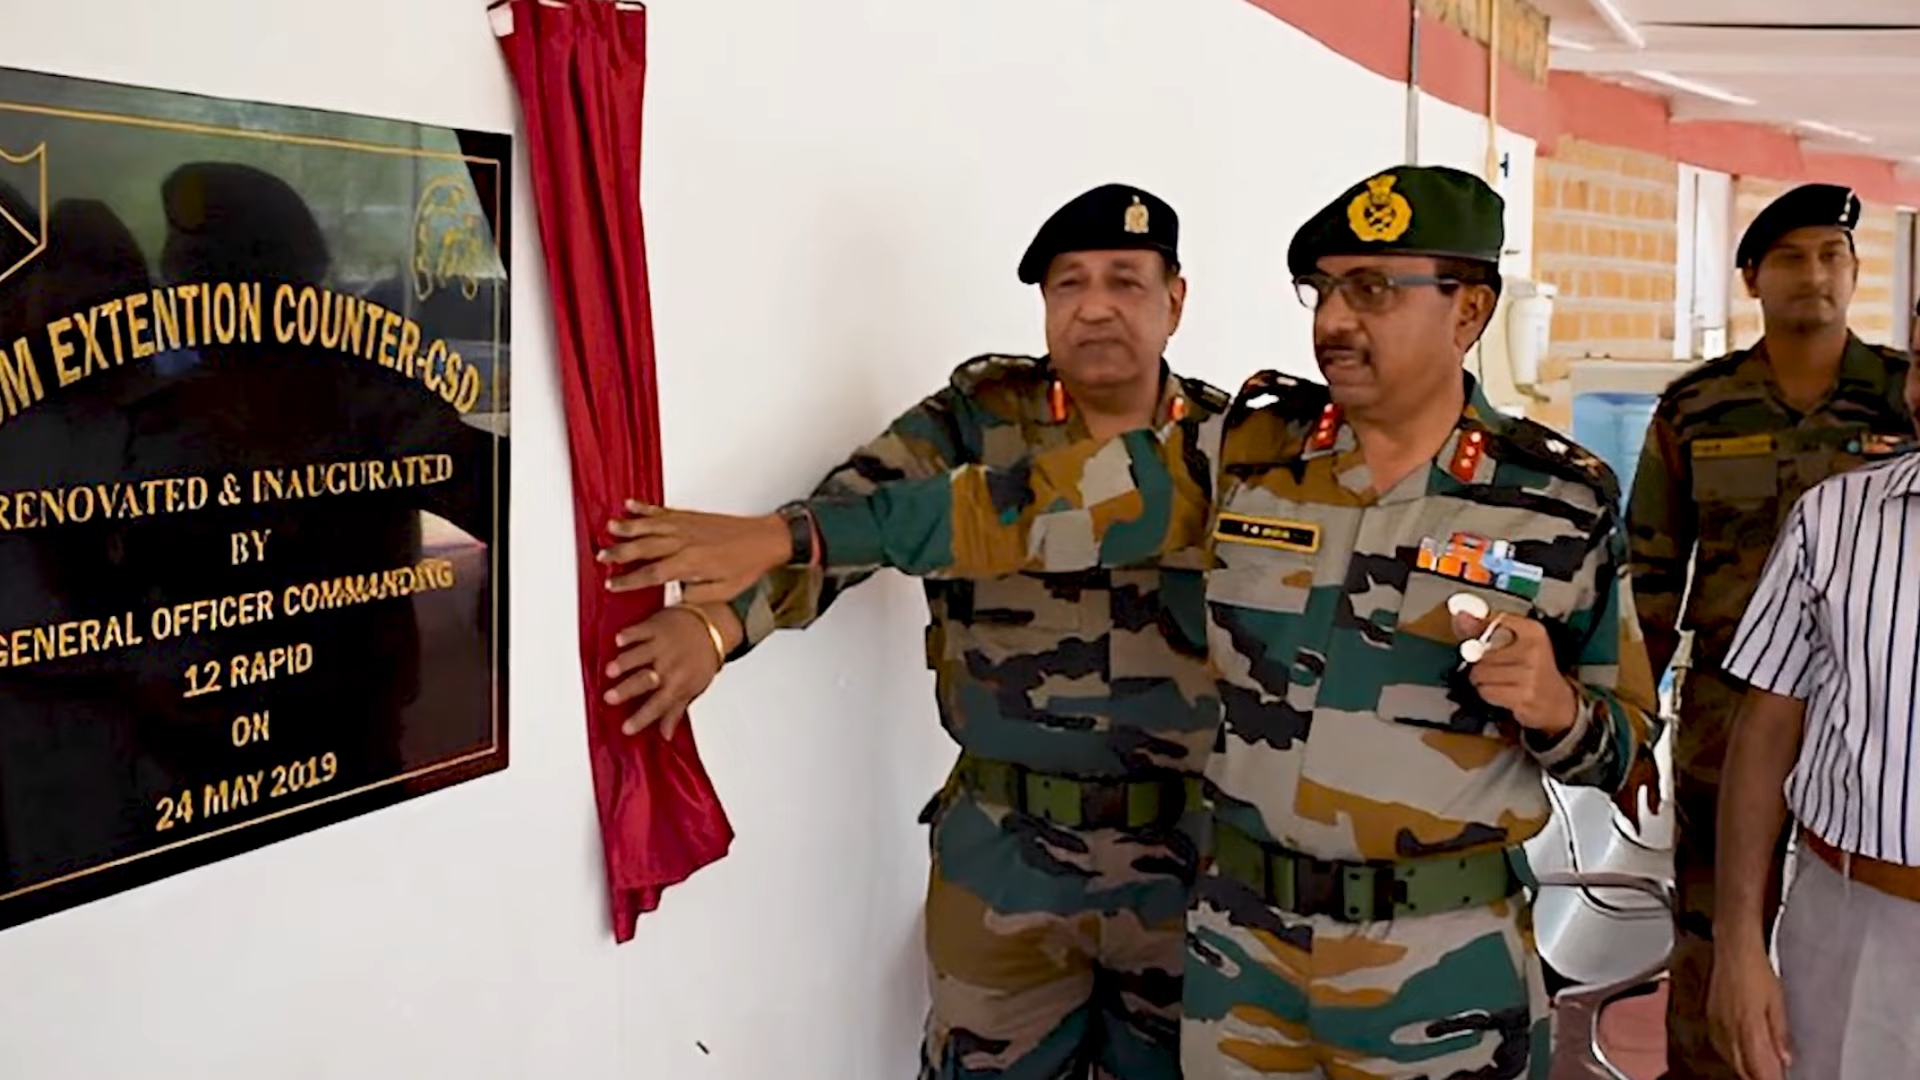 EXTENTION COUNTER-CSD
RENOVATED & INAUGURATED
BY
GENERAL OFFICER COMMANDING
12 RAPID
ON
24 MAY 2019